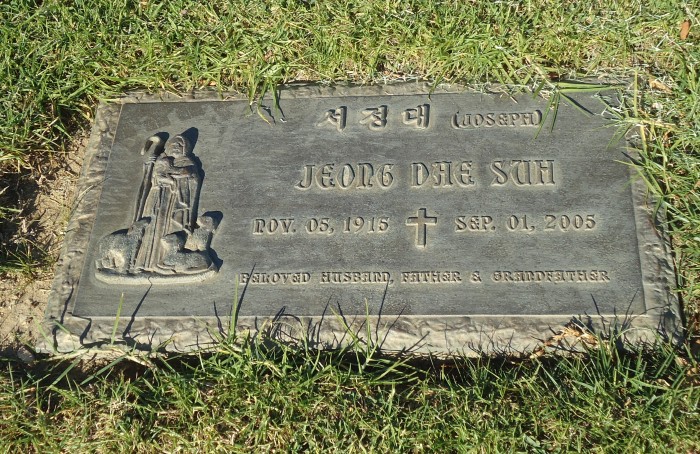 서정대 (JOSEPH)
JEONG DAE SUH
NOV. 05, 1915 SEP. 01, 2005
BELOVED HUSBAND, FATHER & GRANDFATHER